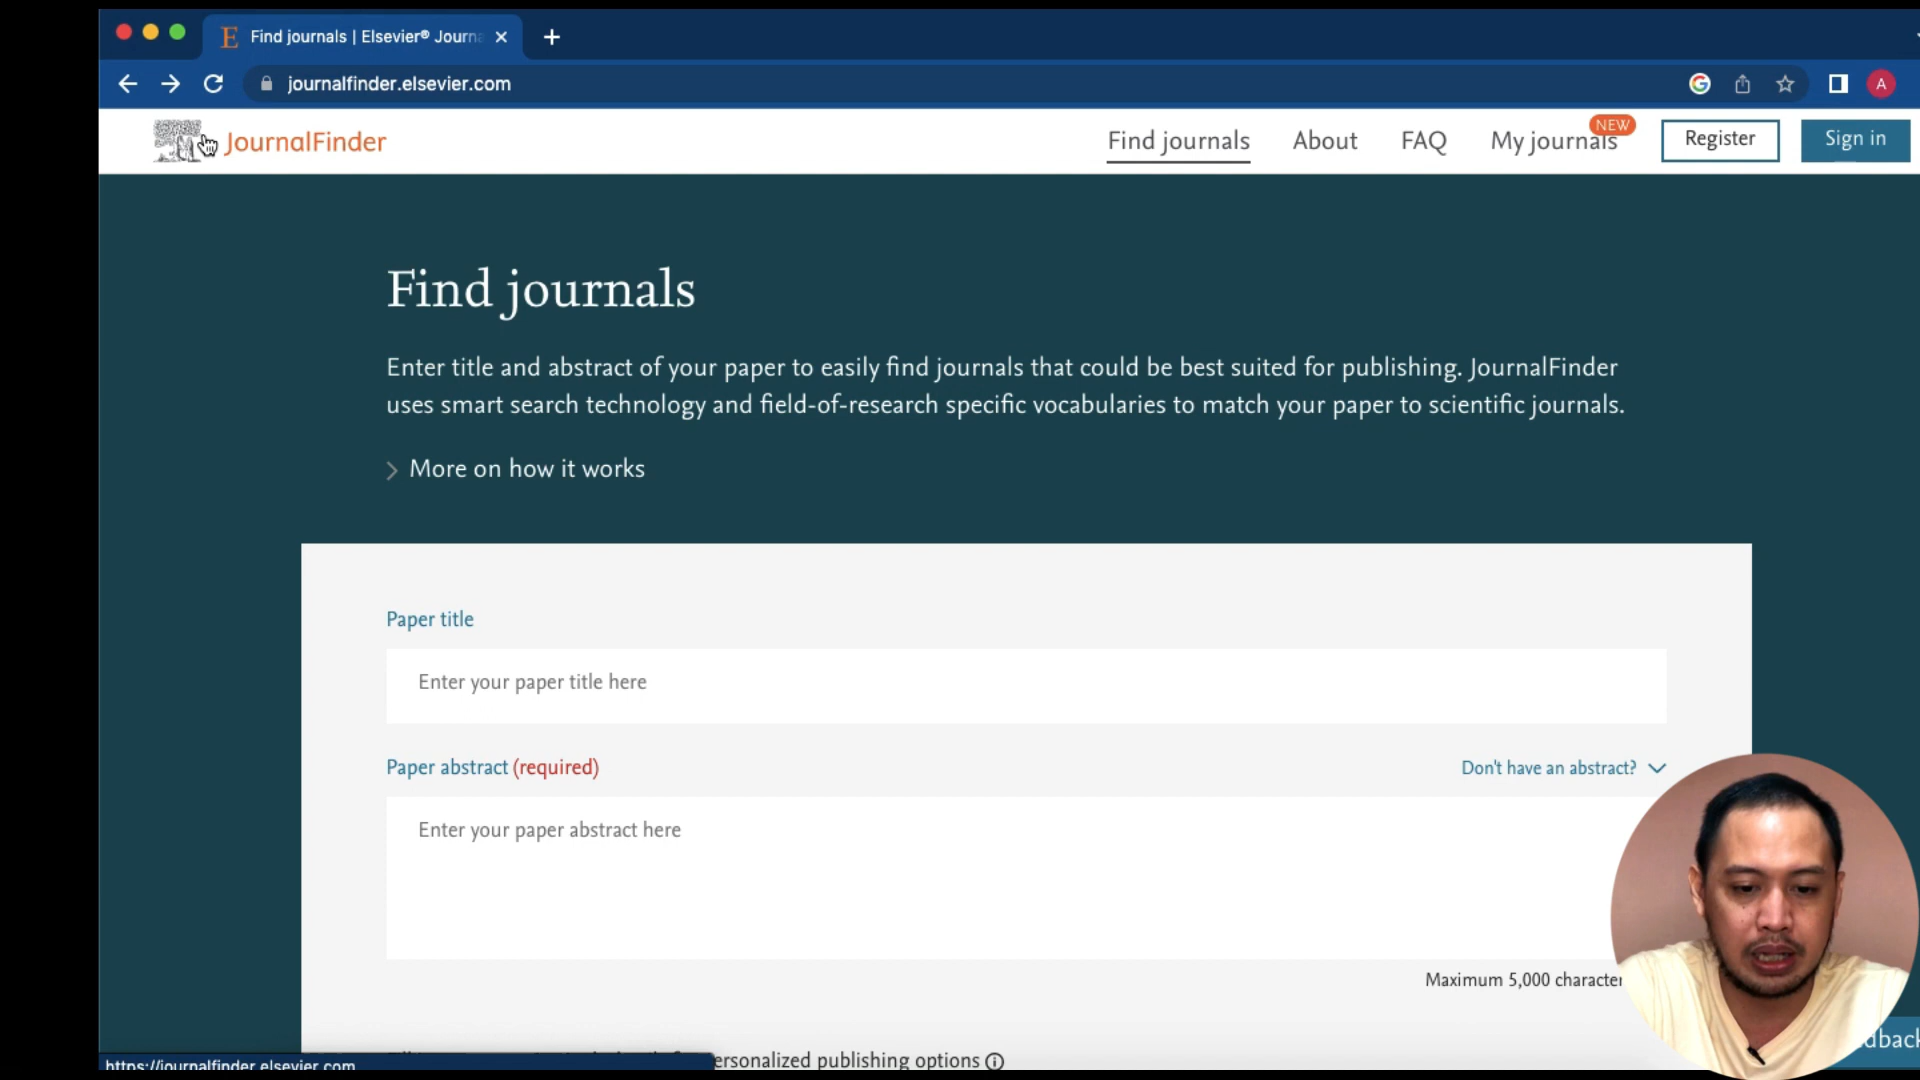 E Find journals | Elsevier® Journa
journalfinder.elsevier.com
A
JournalFinder
Find journals
About
FAQ
My journals
NEW
Register
Sign in
Find journals
Enter title and abstract of your paper to easily find journals that could be best suited for publishing. JournalFinder
uses smart search technology and field-of-research specific vocabularies to match your paper to scientific journals.
More on how it works
Paper title
Enter your paper title here
Paper abstract (required)
Don't have an abstract?
Enter your paper abstract here
Maximum 5,000 character
dback
ersonalized publishing options
https://journalfinder.elsevier.com